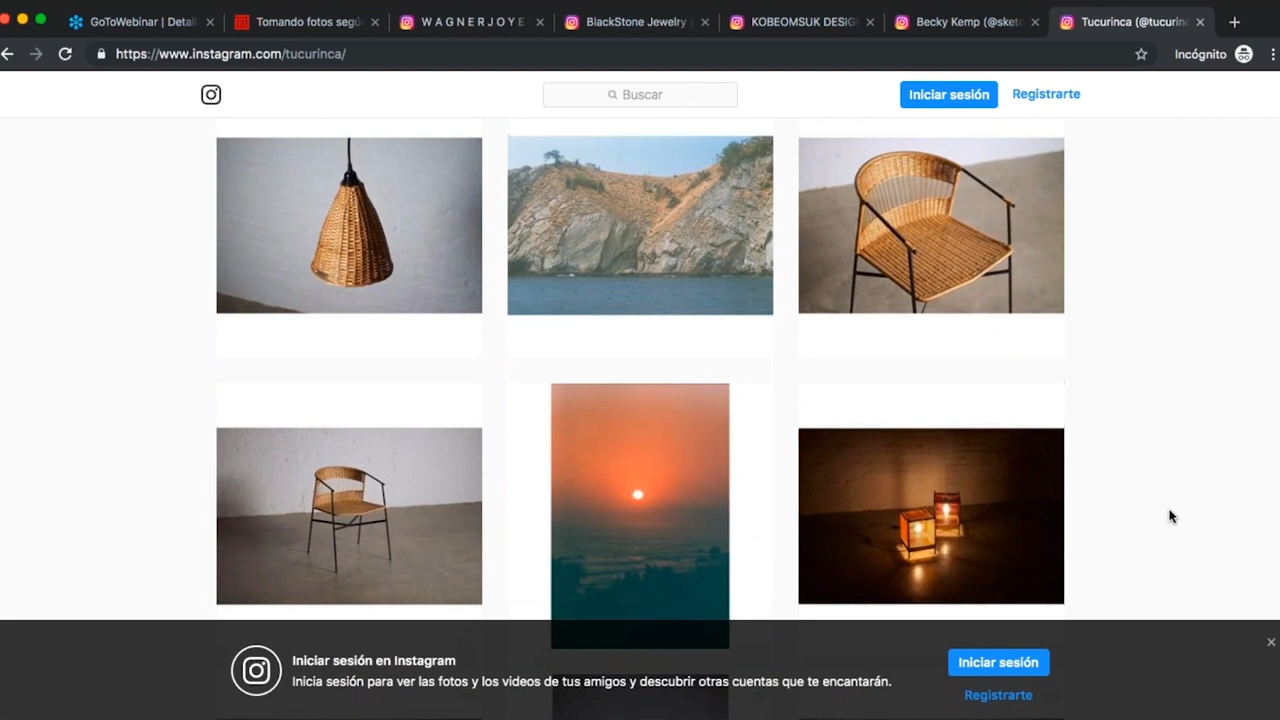 GoToWebinar | Detal
Tomando fotos segú
W A G N E R J O Y E
BlackStone Jewelry
KOBEOMSUK DESIG
Becky Kemp (@sketc
Tucurinca (@tucurin
https://www.instagram.com/tucurinca/
Incógnito
Buscar
Iniciar sesión
Registrarte
Iniciar sesión en Instagram
Inicia sesión para ver las fotos y los videos de tus amigos y descubrir otras cuentas que te encantarán.
Iniciar sesión
Registrarte